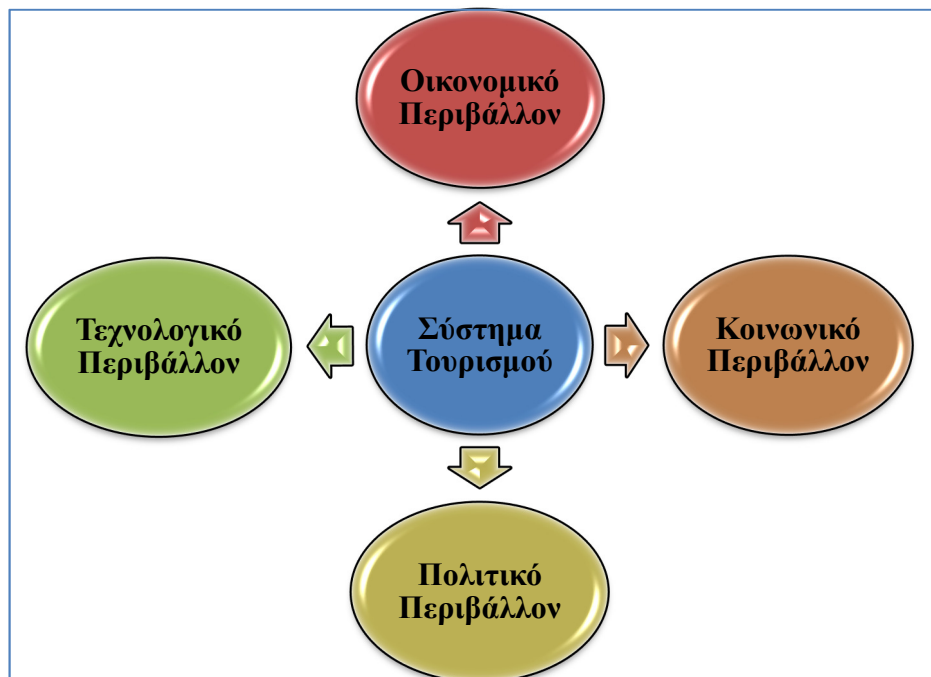 Οικονομικό
Περιβάλλον
Τεχνολογικό
Περιβάλλον
Σύστημα
Τουρισμού
Κοινωνικό
Περιβάλλον
Πολιτικό
Περιβάλλον